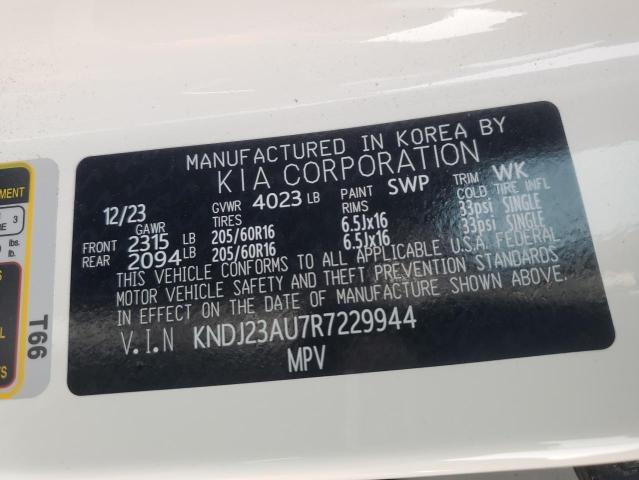 MANUFACTURED IN KOREA BY
KIA CORPORATION
12/23 GVWR 4023 LB PAINT SWP TRIM WK
GAWR TIRES RIMS COLD TIRE INFL
FRONT 2315 LB 205/60R16 6.5Jx16 33psi SINGLE
REAR 2094 LB 205/60R16 6.5Jx16 33psi SINGLE
THIS VEHICLE CONFORMS TO ALL APPLICABLE U.S.A. FEDERAL
MOTOR VEHICLE SAFETY AND THEFT PREVENTION STANDARDS
IN EFFECT ON THE DATE OF MANUFACTURE SHOWN ABOVE.
V.I.N KNDJ23AU7R7229944
MPV
T66
3
lbs.
lb.